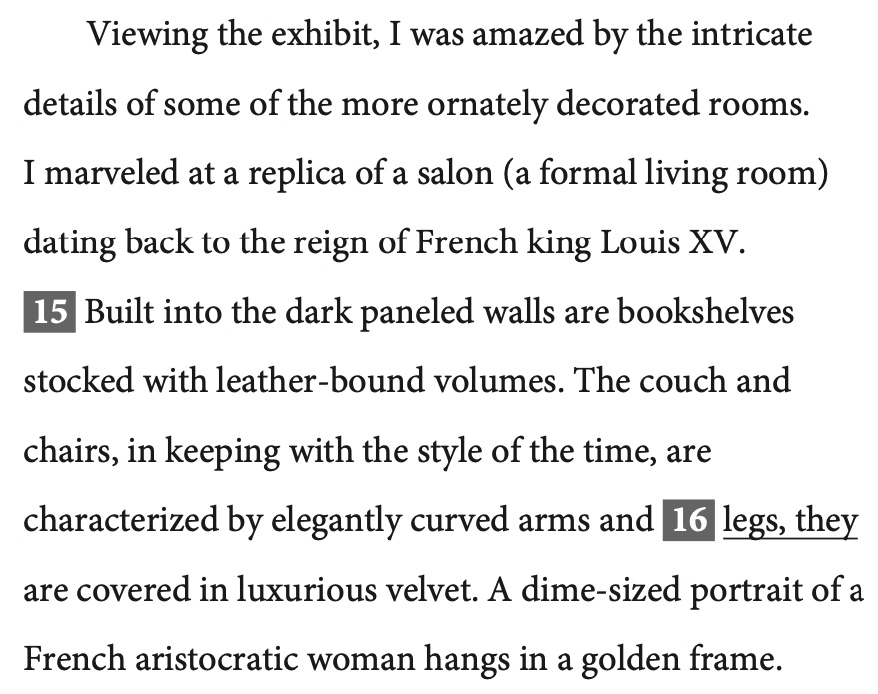 Viewing the exhibit, I was amazed by the intricate
details of some of the more ornately decorated rooms.
I marveled at a replica of a salon (a formal living room)
dating back to the reign of French king Louis XV.
15 Built into the dark paneled walls are bookshelves
stocked with leather-bound volumes. The couch and
chairs, in keeping with the style of the time, are
characterized by elegantly curved arms and 16 legs, they
are covered in luxurious velvet. A dime-sized portrait of a
French aristocratic woman hangs in a golden frame.